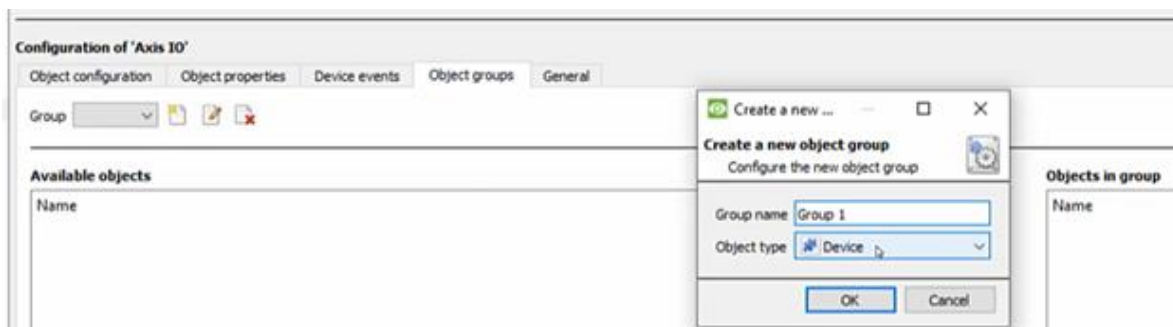 Configuration of 'Axis IO'
Object configuration Object properties Device events Object groups General
Group
Create a new ...
Create a new object group
Configure the new object group
Available objects
Name
Group name Group 1
Object type Device
OK Cancel
Objects in group
Name